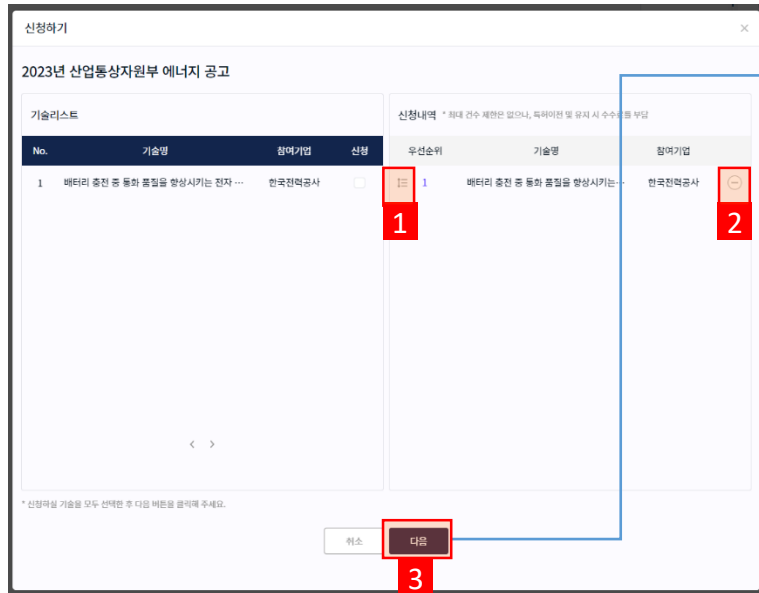 신청하기
2023년 산업통상자원부 에너지 공고
기술리스트
No. 기술명 참여기업 신청
1 배터리 충전 중 통화 품질을 향상시키는 전자 … 한국전력공사
신청내역 * 최대 건수 제한은 없으나, 특허이전 및 유지 시 수수료를 부담
우선순위 기술명 참여기업
1 배터리 충전 중 통화 품질을 향상시키는… 한국전력공사
1
2
< >
* 신청하실 기술을 모두 선택한 후 다음 버튼을 클릭해 주세요.
취소 다음
3